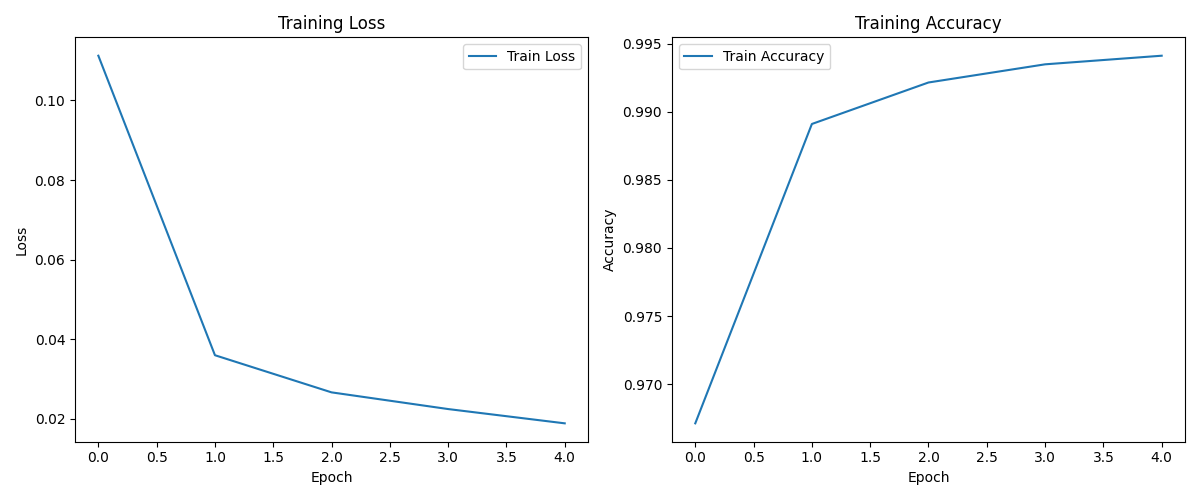 Training Loss
Train Loss
0.10
0.08
0.06
0.04
0.02
Loss
0.0 0.5 1.0 1.5 2.0 2.5 3.0 3.5 4.0
Epoch
Training Accuracy
Train Accuracy
0.995
0.990
0.985
0.980
0.975
0.970
Accuracy
0.0 0.5 1.0 1.5 2.0 2.5 3.0 3.5 4.0
Epoch